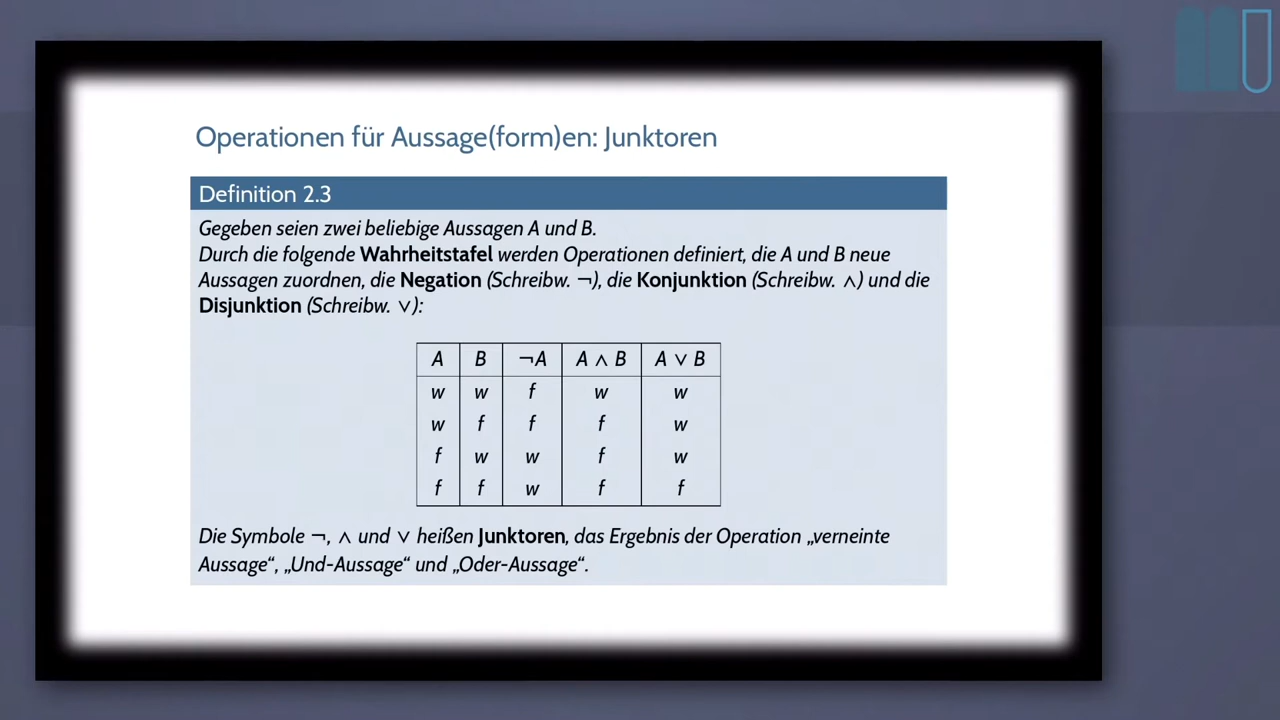 Operationen für Aussage(form)en: Junktoren
Definition 2.3
Gegeben seien zwei beliebige Aussagen A und B.
Durch die folgende Wahrheitstafel werden Operationen definiert, die A und B neue
Aussagen zuordnen, die Negation (Schreibw. ¬), die Konjunktion (Schreibw. ∧) und die
Disjunktion (Schreibw. ∨):
A B ¬A A ∧ B A ∨ B
w w f w w
w f f f w
f w w f w
f f w f f
Die Symbole ¬, ∧ und ∨ heißen Junktoren, das Ergebnis der Operation „verneinte
Aussage“, „Und-Aussage“ und „Oder-Aussage“.